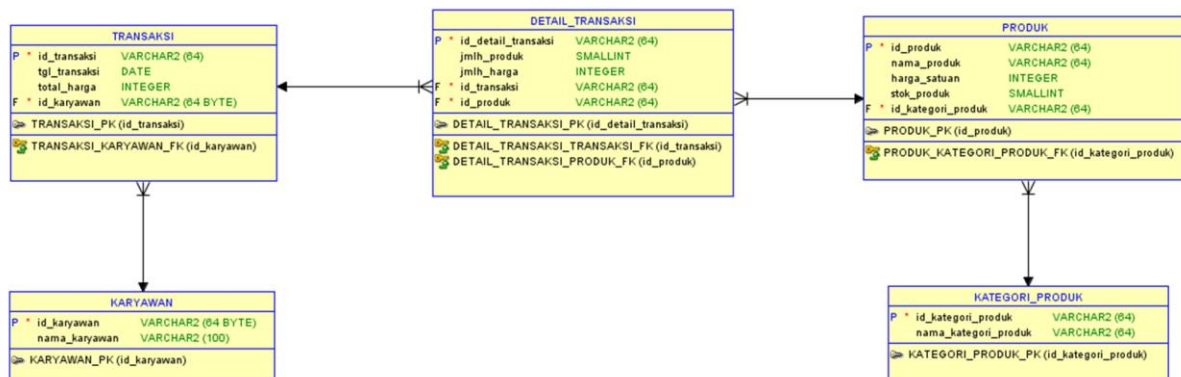 TRANSAKSI
P * id_transaksi VARCHAR2 (64)
tgl_transaksi DATE
total_harga INTEGER
F * id_karyawan VARCHAR2 (64 BYTE)
TRANSAKSI_PK (id_transaksi)
TRANSAKSI_KARYAWAN_FK (id_karyawan)
DETAIL_TRANSAKSI
P * id_detail_transaksi VARCHAR2 (64)
jmlh_produk SMALLINT
jmlh_harga INTEGER
F * id_transaksi VARCHAR2 (64)
F * id_produk VARCHAR2 (64)
DETAIL_TRANSAKSI_PK (id_detail_transaksi)
DETAIL_TRANSAKSI_TRANSAKSI_FK (id_transaksi)
DETAIL_TRANSAKSI_PRODUK_FK (id_produk)
PRODUK
P * id_produk VARCHAR2 (64)
nama_produk VARCHAR2 (64)
harga_satuan INTEGER
stok_produk SMALLINT
F * id_kategori_produk VARCHAR2 (64)
PRODUK_PK (id_produk)
PRODUK_KATEGORI_PRODUK_FK (id_kategori_produk)
KARYAWAN
P * id_karyawan VARCHAR2 (64 BYTE)
nama_karyawan VARCHAR2 (100)
KARYAWAN_PK (id_karyawan)
KATEGORI_PRODUK
P * id_kategori_produk VARCHAR2 (64)
nama_kategori_produk VARCHAR2 (64)
KATEGORI_PRODUK_PK (id_kategori_produk)